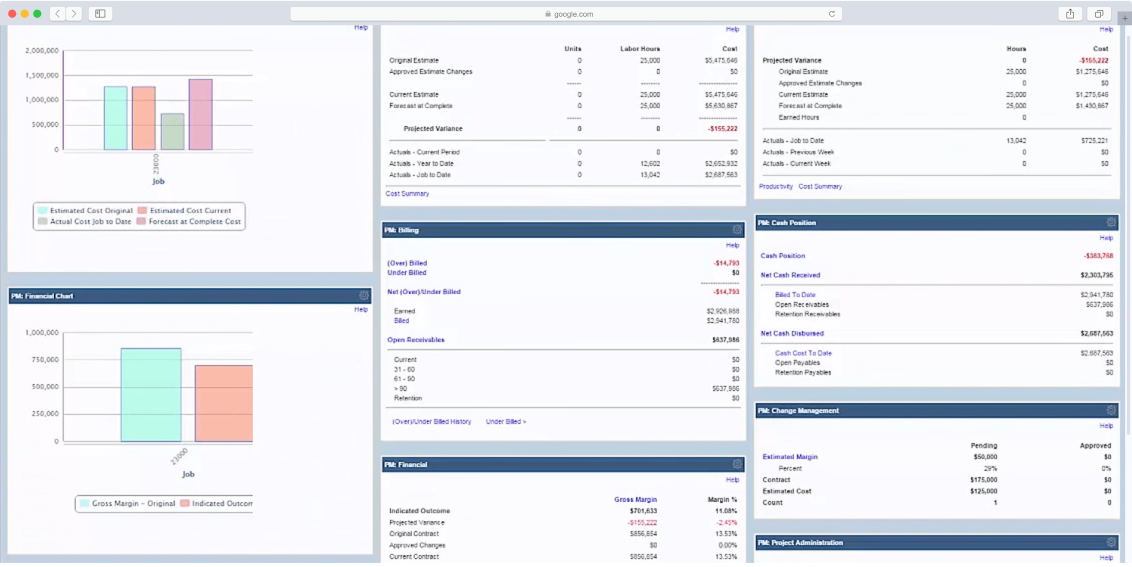 google.com
Help
2,000,000
1,500,000
1,000,000
500,000
0
23000
Job
Estimated Cost Original Estimated Cost Current
Actual Cost Job to Date Forecast at Complete Cost
PM: Financial Chart
Help
1,000,000
750,000
500,000
250,000
0
23000
Job
Gross Margin - Original Indicated Outcom
Help
Units Labor Hours Cost
Original Estimate 0 25,000 $5,475,646
Approved Estimate Changes 0 0 $0
Current Estimate 0 25,000 $5,475,646
Forecast at Complete 0 25,000 $5,630,867
Projected Variance 0 0 -$155,222
Actuals - Current Period 0 0 $0
Actuals - Year to Date 0 12,602 $2,652,932
Actuals - Job to Date 0 13,042 $2,687,563
Cost Summary
PM: Billing
Help
(Over) Billed -$14,793
Under Billed $0
Net (Over)/Under Billed -$14,793
Earned $2,926,988
Billed $2,941,780
Open Receivables $637,986
Current $0
31 - 60 $0
61 - 90 $0
> 90 $637,986
Retention $0
(Over)/Under Billed History Under Billed >
PM: Financial
Help
Gross Margin Margin %
Indicated Outcome $701,633 11.08%
Projected Variance -$155,222 -2.45%
Original Contract $856,854 13.53%
Approved Changes $0 0.00%
Current Contract $856,854 13.53%
Help
Hours Cost
Projected Variance 0 -$155,222
Original Estimate 25,000 $1,275,646
Approved Estimate Changes 0 $0
Current Estimate 25,000 $1,275,646
Forecast at Complete 25,000 $1,430,867
Earned Hours 0
Actuals - Job to Date 13,042 $725,221
Actuals - Previous Week 0 $0
Actuals - Current Week 0 $0
Productivity Cost Summary
PM: Cash Position
Help
Cash Position -$383,768
Net Cash Received $2,303,795
Billed To Date $2,941,780
Open Receivables $637,986
Retention Receivables $0
Net Cash Disbursed $2,687,563
Cash Cost To Date $2,687,563
Open Payables $0
Retention Payables $0
PM: Change Management
Help
Pending Approved
Estimated Margin $50,000 $0
Percent 29% 0%
Contract $175,000 $0
Estimated Cost $125,000 $0
Count 1 0
PM: Project Administration
Help